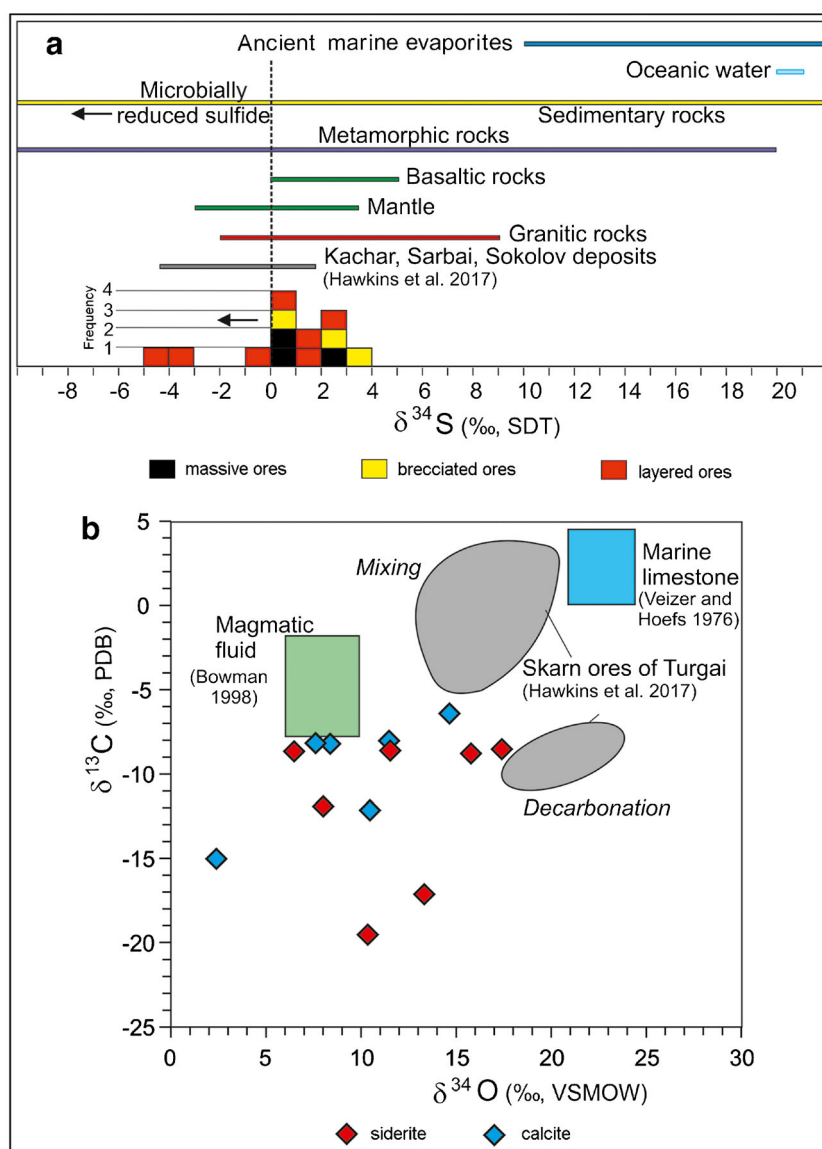 a
Ancient marine evaporites
Oceanic water
Microbially
reduced sulfide
Sedimentary rocks
Metamorphic rocks
Basaltic rocks
Mantle
Granitic rocks
Kachar, Sarbai, Sokolov deposits
(Hawkins et al. 2017)
Frequency
4
3
2
1
-8 -6 -4 -2 0 2 4 6 8 10 12 14 16 18 20
δ34S (‰, SDT)
massive ores
brecciated ores
layered ores
b
5
0
-5
-10
-15
-20
-25
δ13C (‰, PDB)
Mixing
Marine
limestone
(Veizer and
Hoefs 1976)
Magmatic
fluid
(Bowman
1998)
Skarn ores of Turgai
(Hawkins et al. 2017)
Decarbonation
0 5 10 15 20 25 30
δ34O (‰, VSMOW)
siderite
calcite